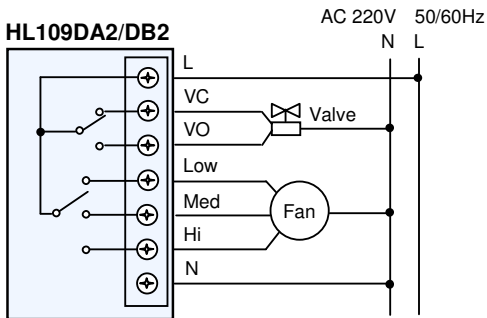 AC 220V 50/60Hz
HL109DA2/DB2
N L
L
VC
Valve
VO
Low
Med
Fan
Hi
N